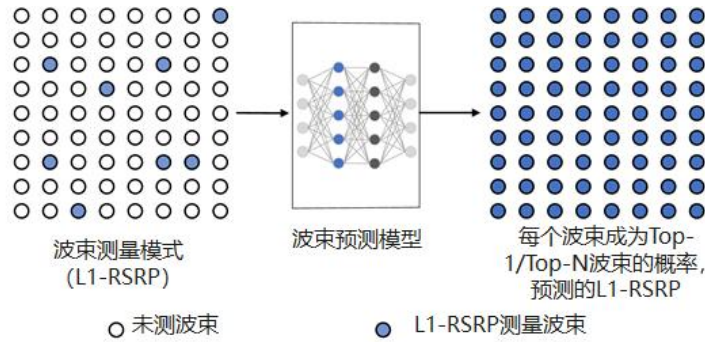 波束测量模式
(L1-RSRP)
波束预测模型
每个波束成为Top-
1/Top-N波束的概率，
预测的L1-RSRP
未测波束
L1-RSRP测量波束